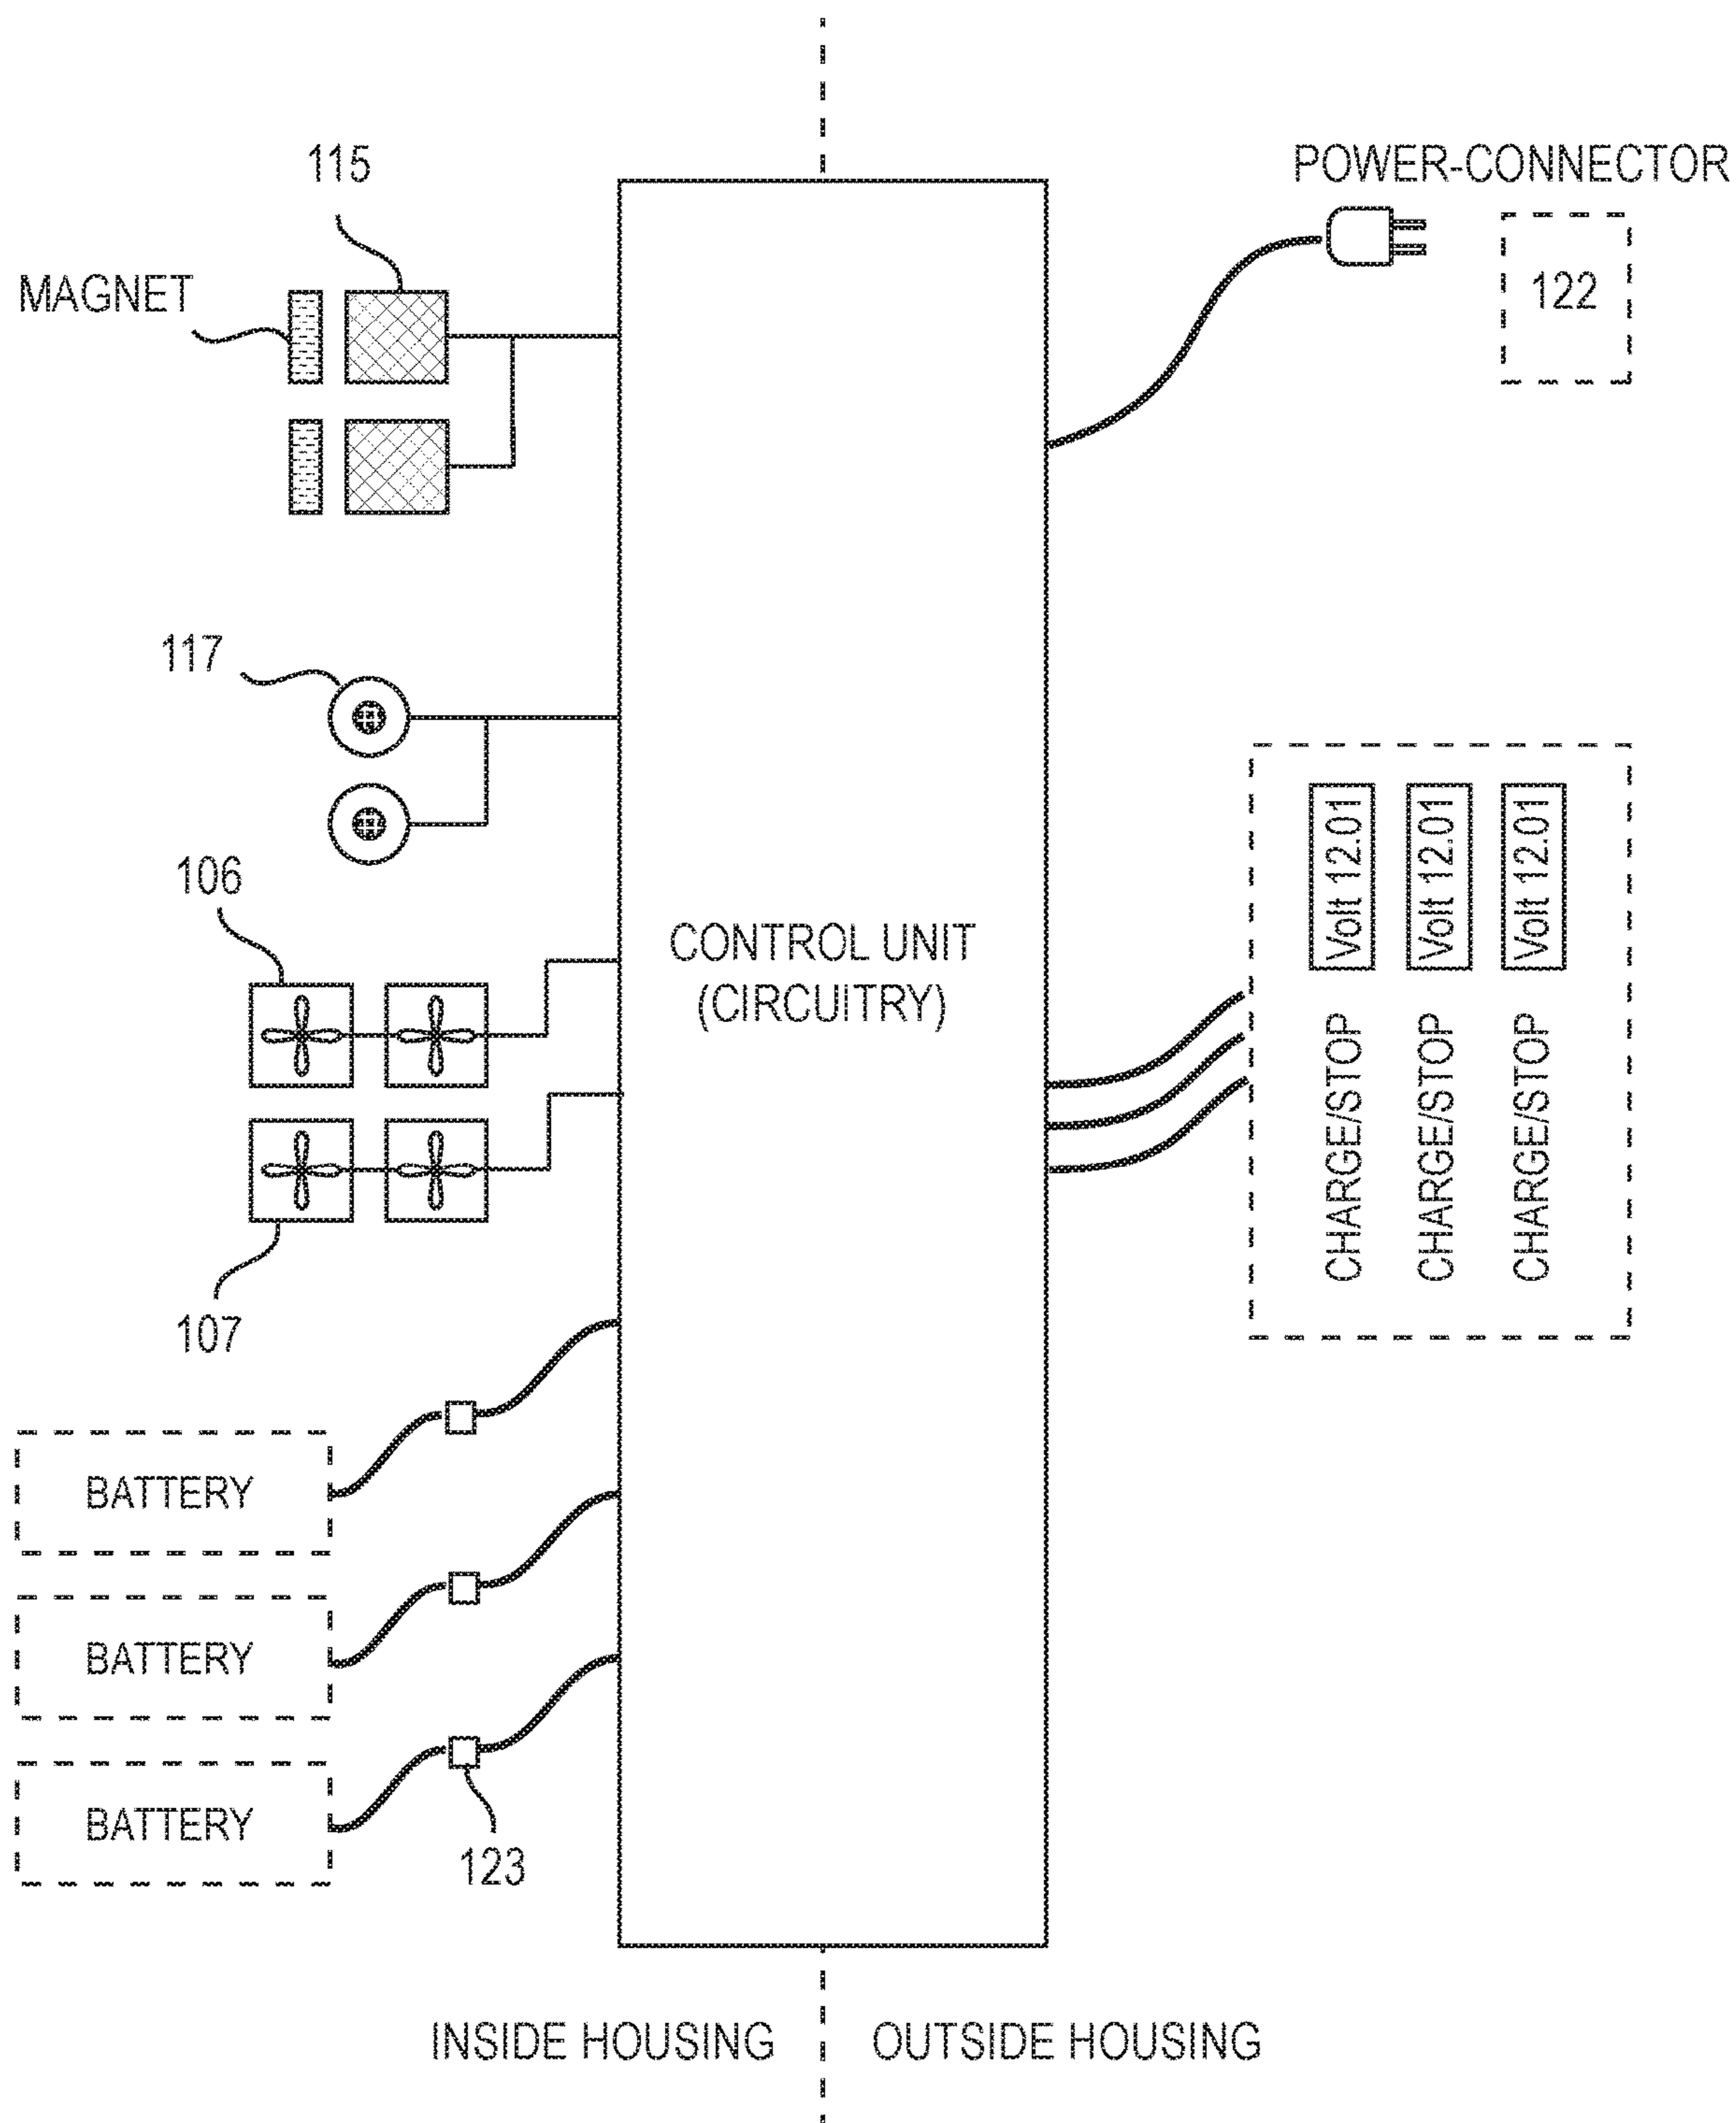 115
POWER-CONNECTOR
MAGNET
122
117
106
CONTROL UNIT
(CIRCUITRY)
Volt 12.01
Volt 12.01
Volt 12.01
CHARGE/STOP
CHARGE/STOP
CHARGE/STOP
107
BATTERY
BATTERY
BATTERY
123
INSIDE HOUSING
OUTSIDE HOUSING